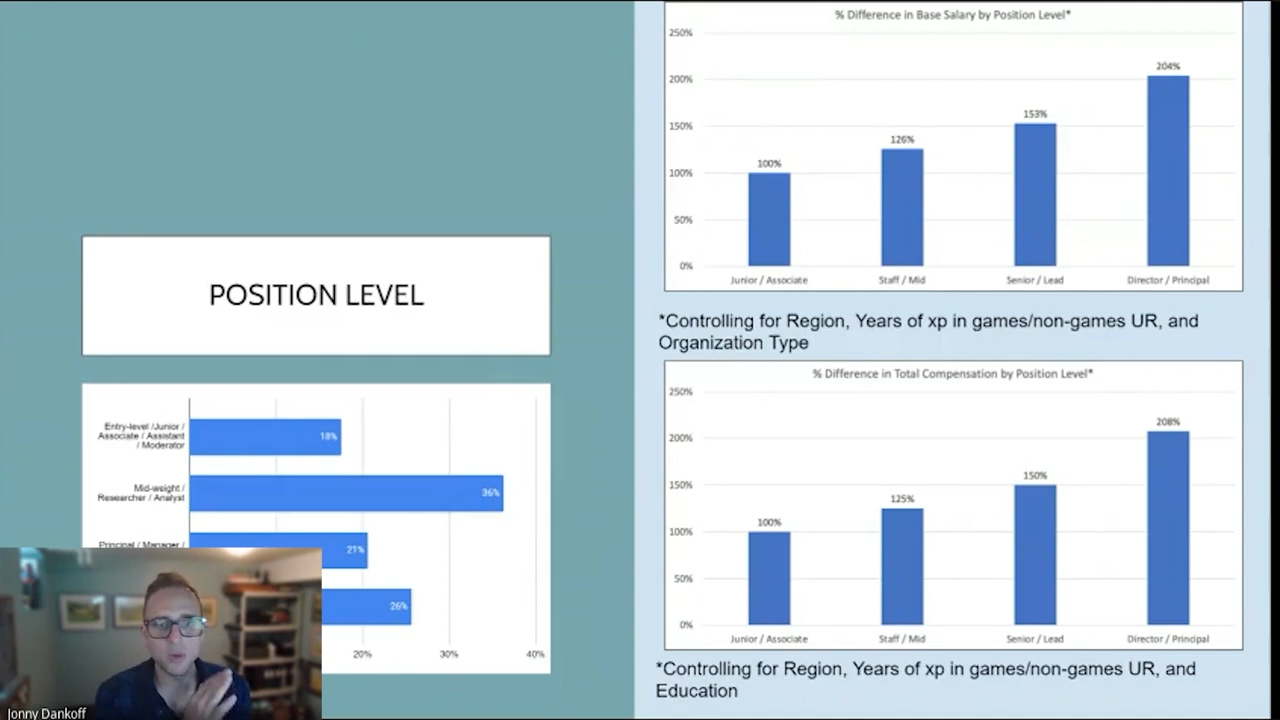 POSITION LEVEL
Entry-level /Junior /
Associate / Assistant
/ Moderator
18%
Mid-weight /
Researcher / Analyst
36%
Principal / Manager /
21%
26%
20%
30%
40%
Jonny Dankoff
% Difference in Base Salary by Position Level*
250%
200%
150%
100%
50%
0%
100%
126%
153%
204%
Junior / Associate
Staff / Mid
Senior / Lead
Director / Principal
*Controlling for Region, Years of xp in games/non-games UR, and
Organization Type
% Difference in Total Compensation by Position Level*
250%
200%
150%
100%
50%
0%
100%
125%
150%
208%
Junior / Associate
Staff / Mid
Senior / Lead
Director / Principal
*Controlling for Region, Years of xp in games/non-games UR, and
Education